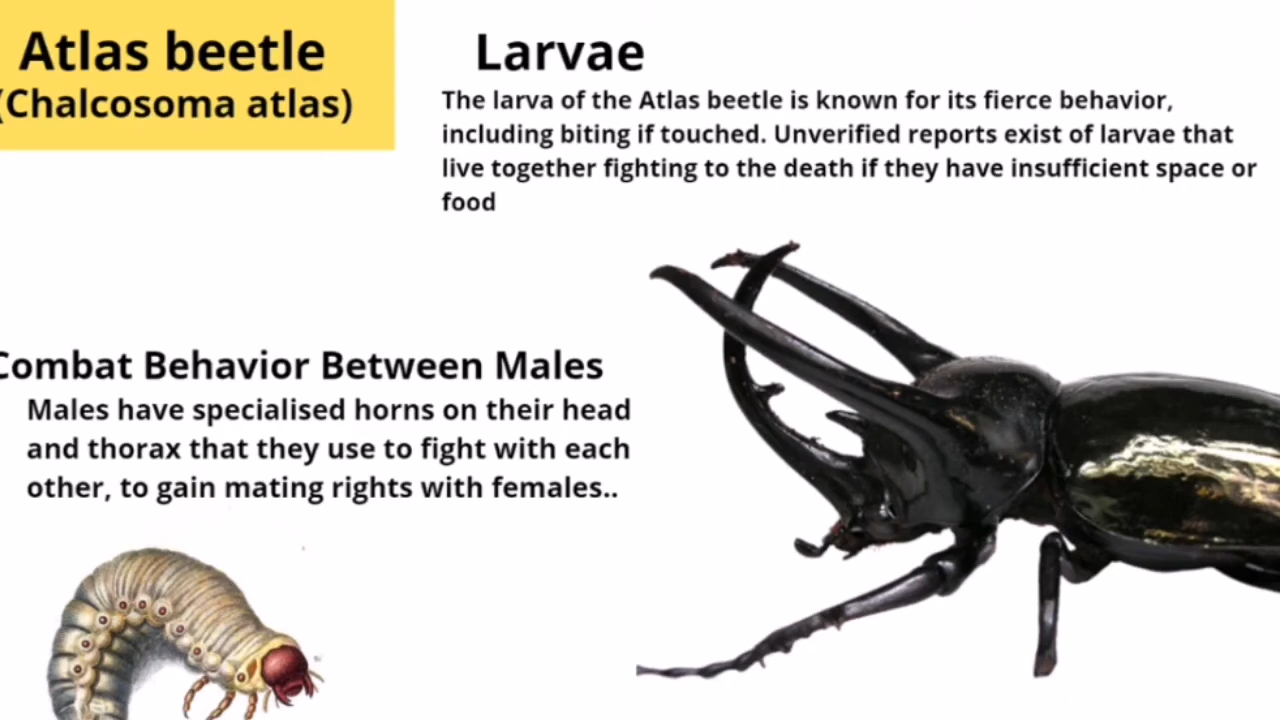 Atlas beetle
(Chalcosoma atlas)
Larvae
The larva of the Atlas beetle is known for its fierce behavior,
including biting if touched. Unverified reports exist of larvae that
live together fighting to the death if they have insufficient space or
food
Combat Behavior Between Males
Males have specialised horns on their head
and thorax that they use to fight with each
other, to gain mating rights with females..